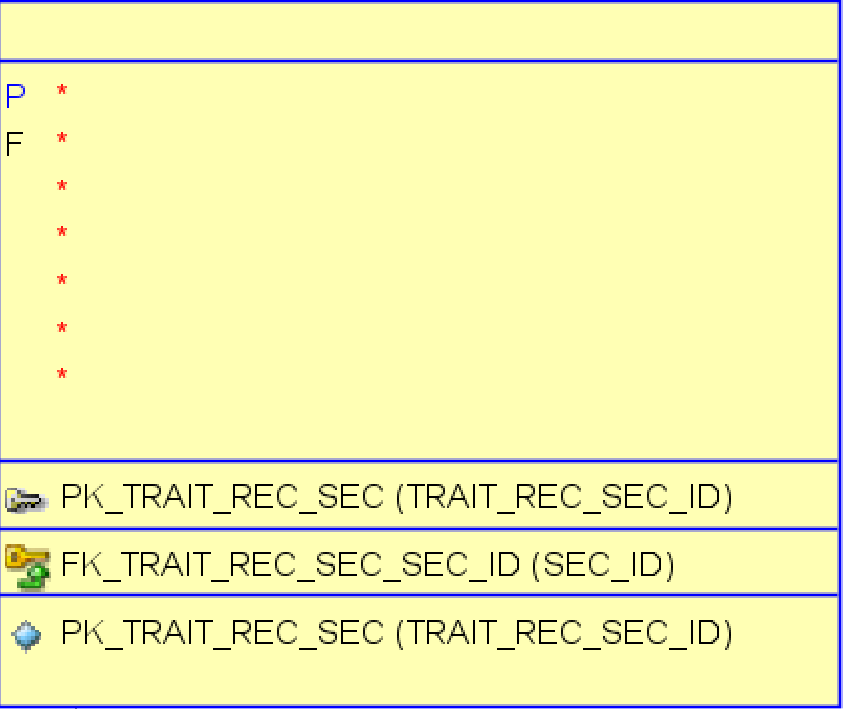 P *
F *
*
*
*
*
*
PK_TRAIT_REC_SEC (TRAIT_REC_SEC_ID)
FK_TRAIT_REC_SEC_SEC_ID (SEC_ID)
PK_TRAIT_REC_SEC (TRAIT_REC_SEC_ID)